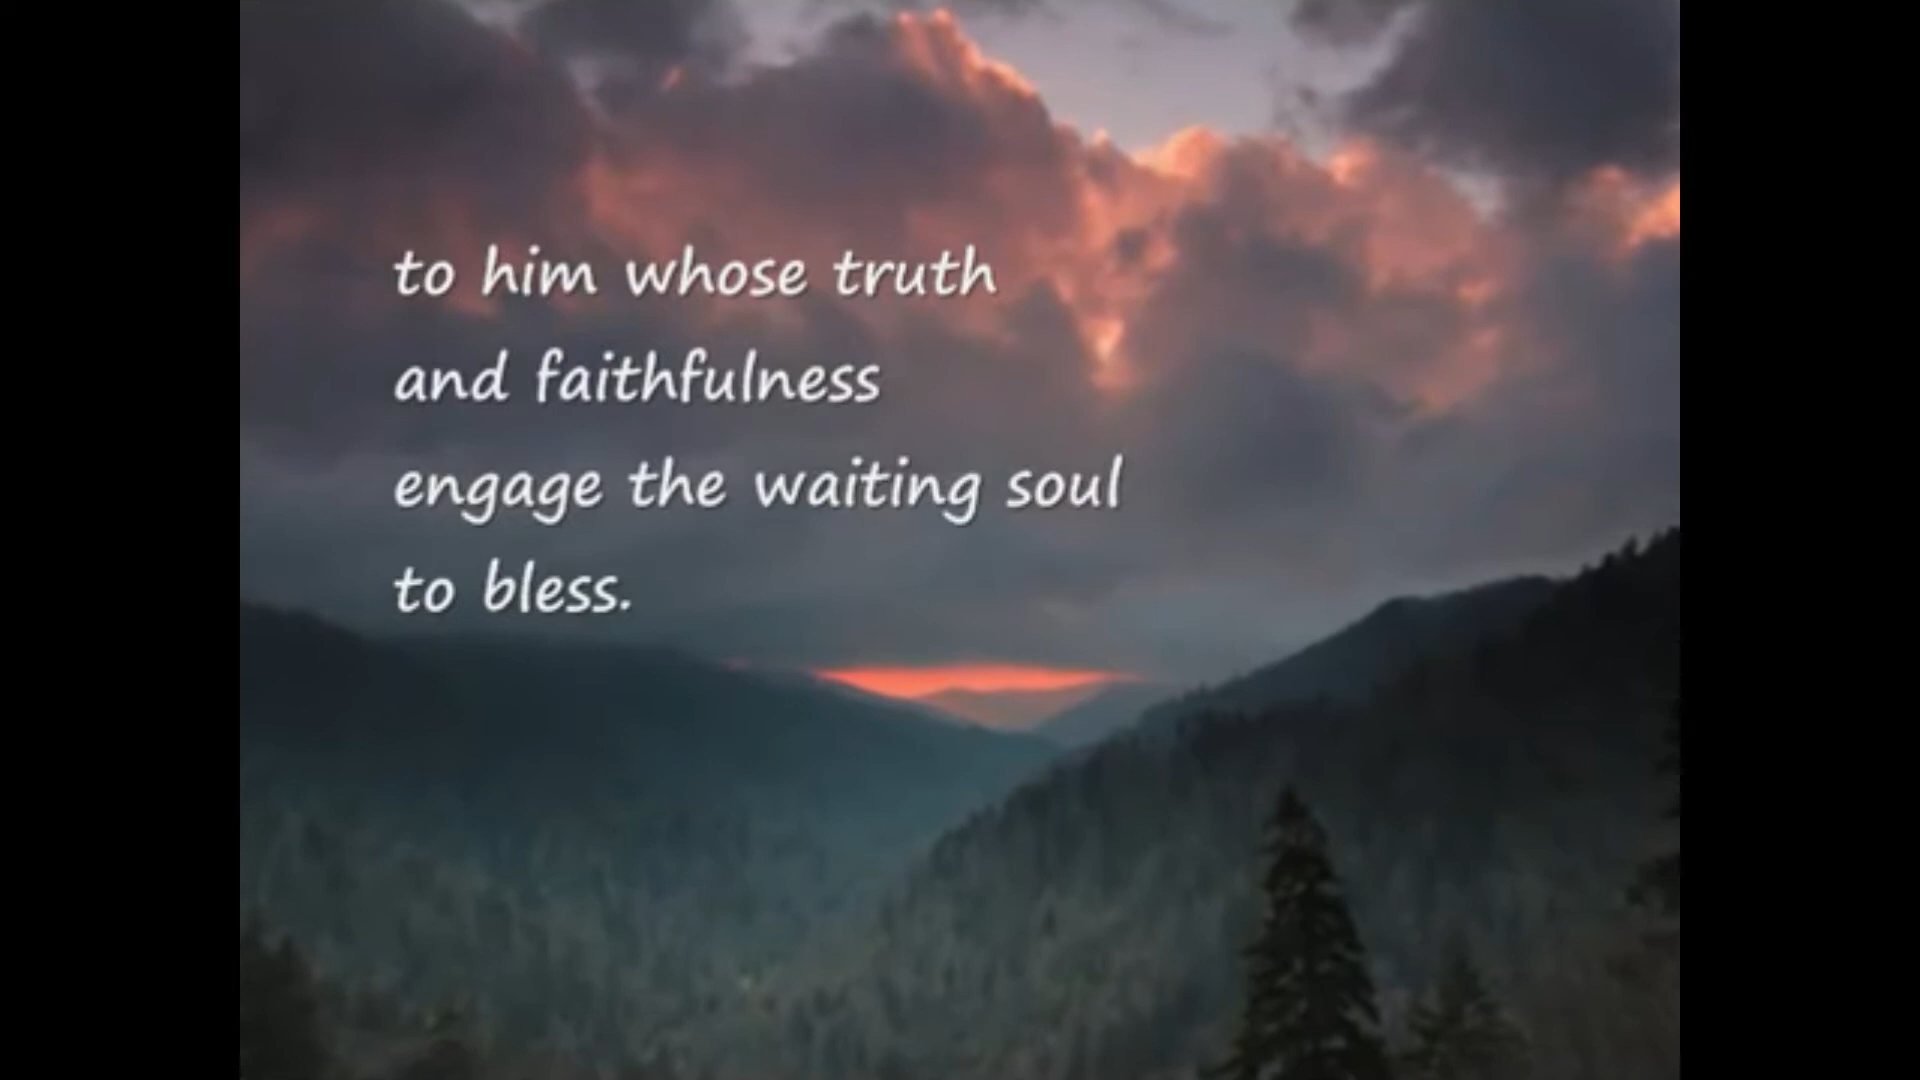 to him whose truth
and faithfulness
engage the waiting soul
to bless.